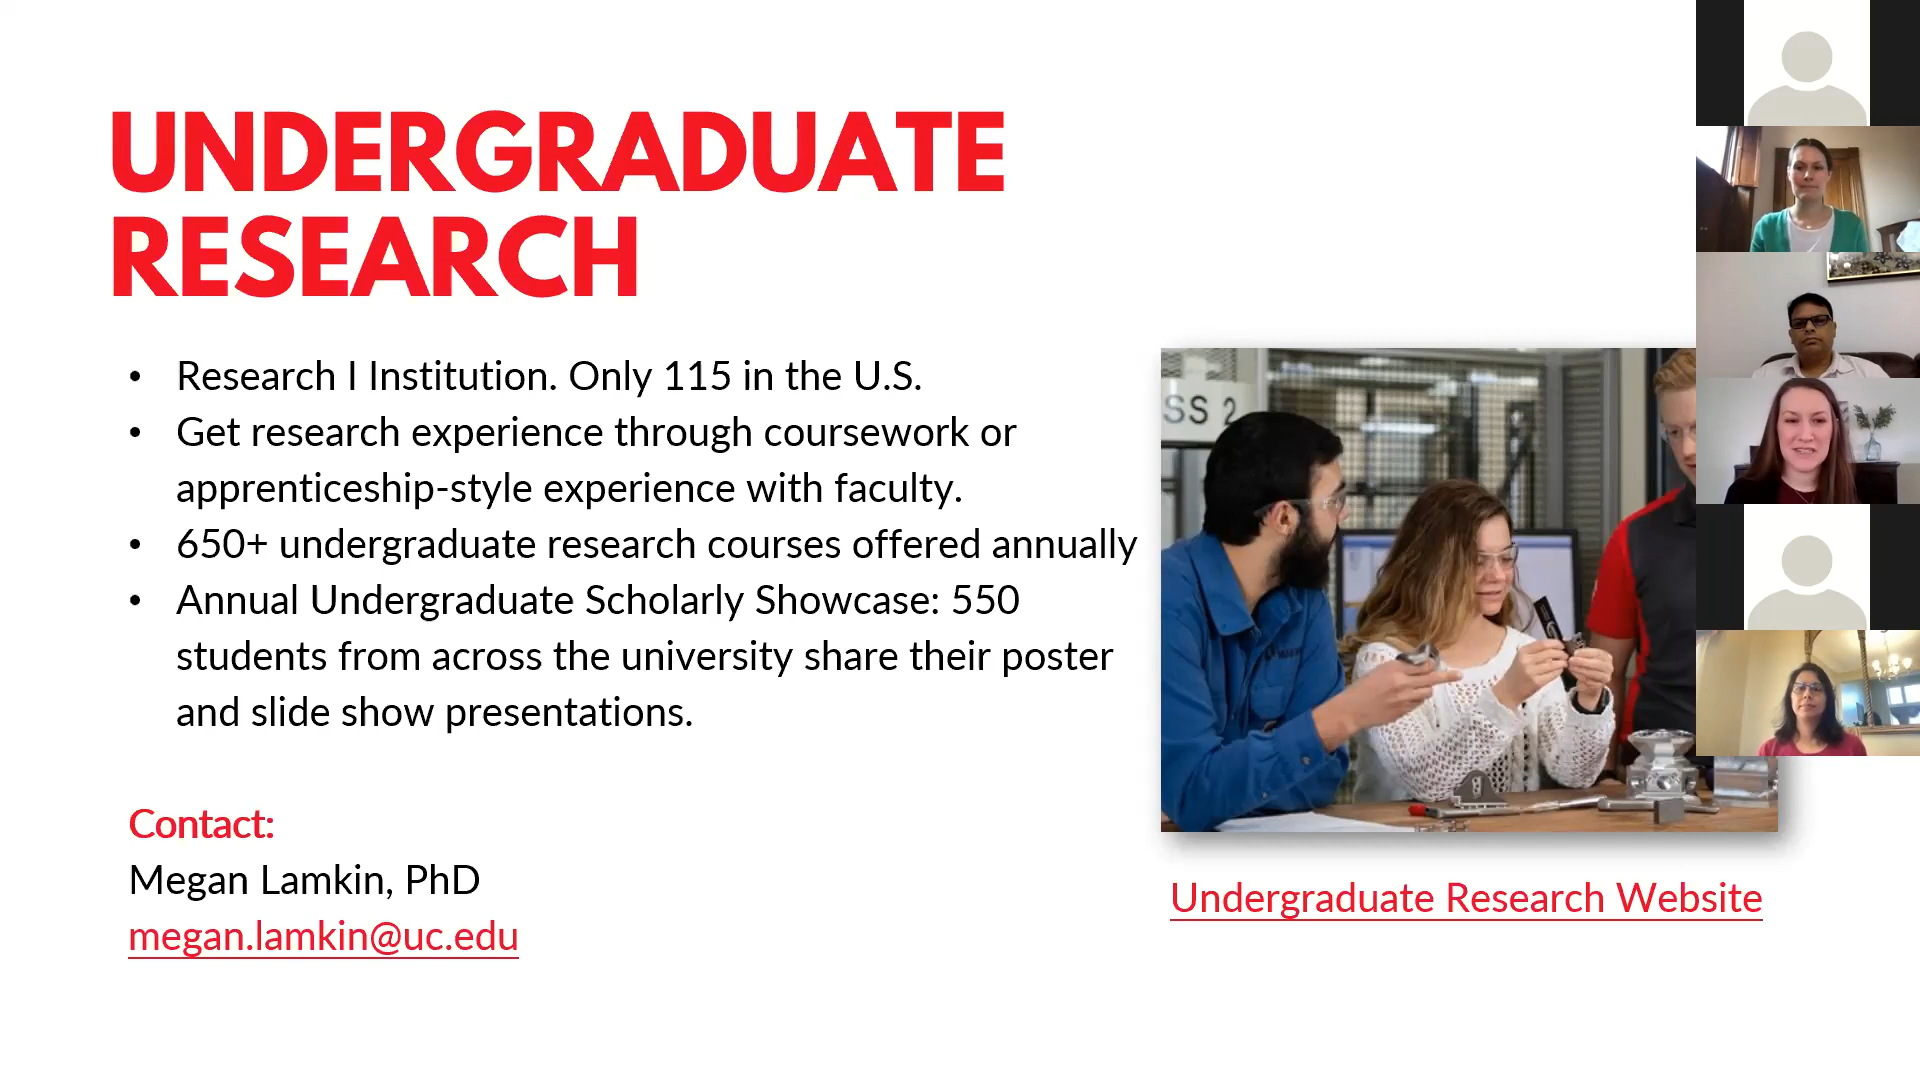 UNDERGRADUATE
RESEARCH
• Research I Institution. Only 115 in the U.S.
• Get research experience through coursework or
apprenticeship-style experience with faculty.
• 650+ undergraduate research courses offered annually
• Annual Undergraduate Scholarly Showcase: 550
students from across the university share their poster
and slide show presentations.
Contact:
Megan Lamkin, PhD
megan.lamkin@uc.edu
SS 2
Undergraduate Research Website